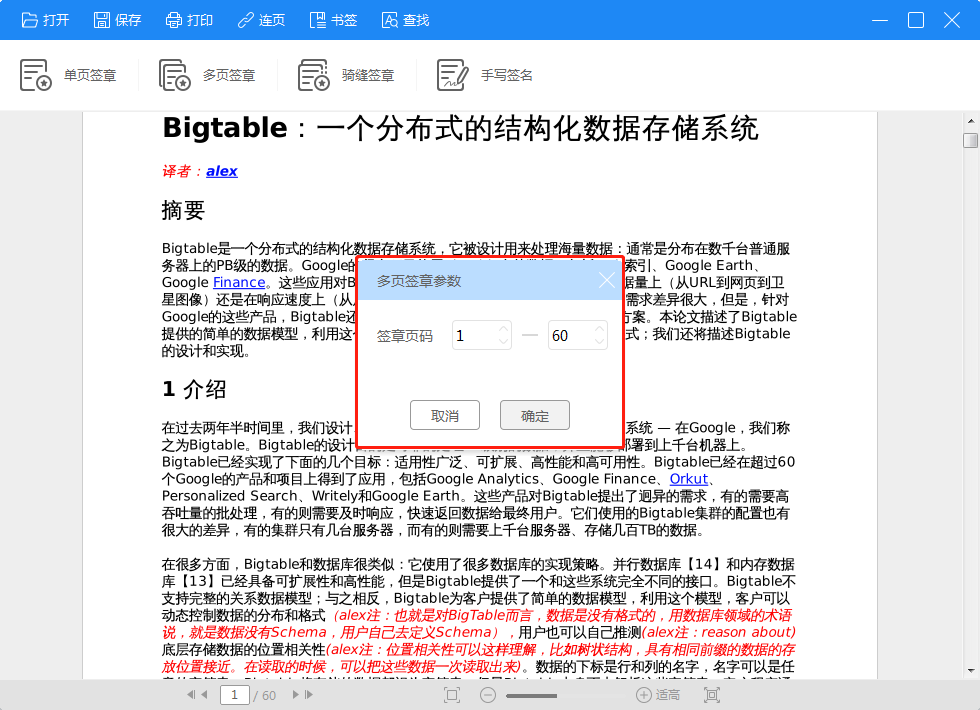 打开 保存 打印 连页 书签 查找
单页签章 多页签章 骑缝签章 手写签名
Bigtable：一个分布式的结构化数据存储系统
译者：alex
摘要
Bigtable是一个分布式的结构化数据存储系统，它被设计用来处理海量数据：通常是分布在数千台普通服
务器上的PB级的数据。Google的 索引、Google Earth、
Google Finance。这些应用对B 据量上（从URL到网页到卫
星图像）还是在响应速度上（从 需求差异很大，但是，针对
Google的这些产品，Bigtable还 方案。本论文描述了Bigtable
提供的简单的数据模型，利用这个 式；我们还将描述Bigtable
的设计和实现。
多页签章参数
签章页码 1 — 60
取消 确定
1 介绍
在过去两年半时间里，我们设计 系统 — 在Google，我们称
之为Bigtable。Bigtable的设计 部署到上千台机器上。
Bigtable已经实现了下面的几个目标：适用性广泛、可扩展、高性能和高可用性。Bigtable已经在超过60
个Google的产品和项目上得到了应用，包括Google Analytics、Google Finance、Orkut、
Personalized Search、Writely和Google Earth。这些产品对Bigtable提出了迥异的需求，有的需要高
吞吐量的批处理，有的则需要及时响应，快速返回数据给最终用户。它们使用的Bigtable集群的配置也有
很大的差异，有的集群只有几台服务器，而有的则需要上千台服务器、存储几百TB的数据。
在很多方面，Bigtable和数据库很类似：它使用了很多数据库的实现策略。并行数据库【14】和内存数据
库【13】已经具备可扩展性和高性能，但是Bigtable提供了一个和这些系统完全不同的接口。Bigtable不
支持完整的关系数据模型；与之相反，Bigtable为客户提供了简单的数据模型，利用这个模型，客户可以
动态控制数据的分布和格式（alex注：也就是对BigTable而言，数据是没有格式的，用数据库领域的术语
说，就是数据没有Schema，用户自己去定义Schema），用户也可以自己推测(alex注：reason about)
底层存储数据的位置相关性(alex注：位置相关性可以这样理解，比如树状结构，具有相同前缀的数据的存
放位置接近。在读取的时候，可以把这些数据一次读取出来)。数据的下标是行和列的名字，名字可以是任
1 / 60 适高